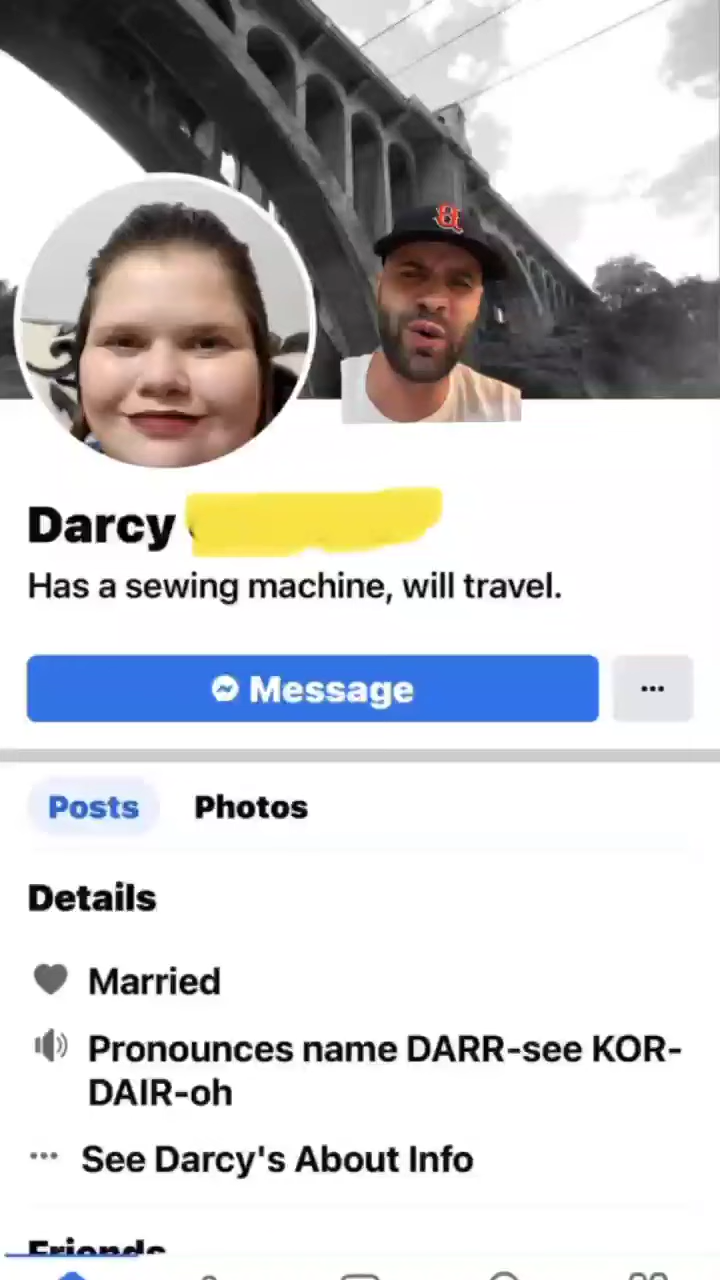 Darcy
Has a sewing machine, will travel.
Message
Posts Photos
Details
Married
Pronounces name DARR-see KOR-
DAIR-oh
See Darcy's About Info
Friends